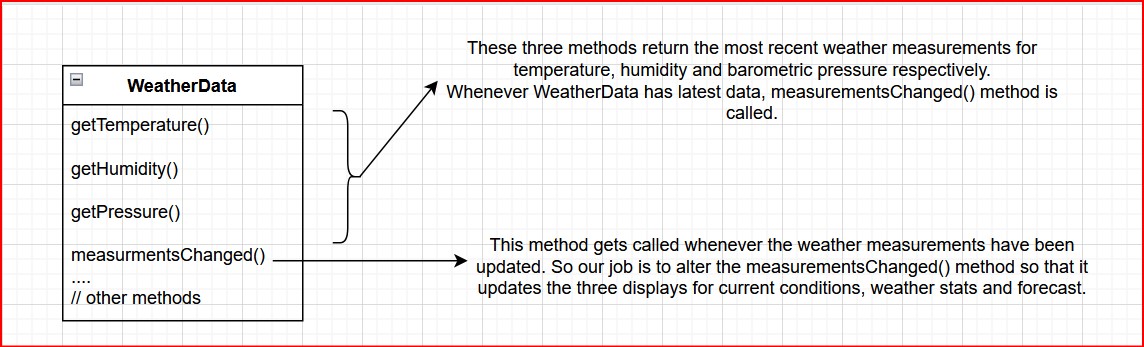 WeatherData
getTemperature()
getHumidity()
getPressure()
measurmentsChanged()
....
// other methods
These three methods return the most recent weather measurements for
temperature, humidity and barometric pressure respectively.
Whenever WeatherData has latest data, measurementsChanged() method is
called.
This method gets called whenever the weather measurements have been
updated. So our job is to alter the measurementsChanged() method so that it
updates the three displays for current conditions, weather stats and forecast.